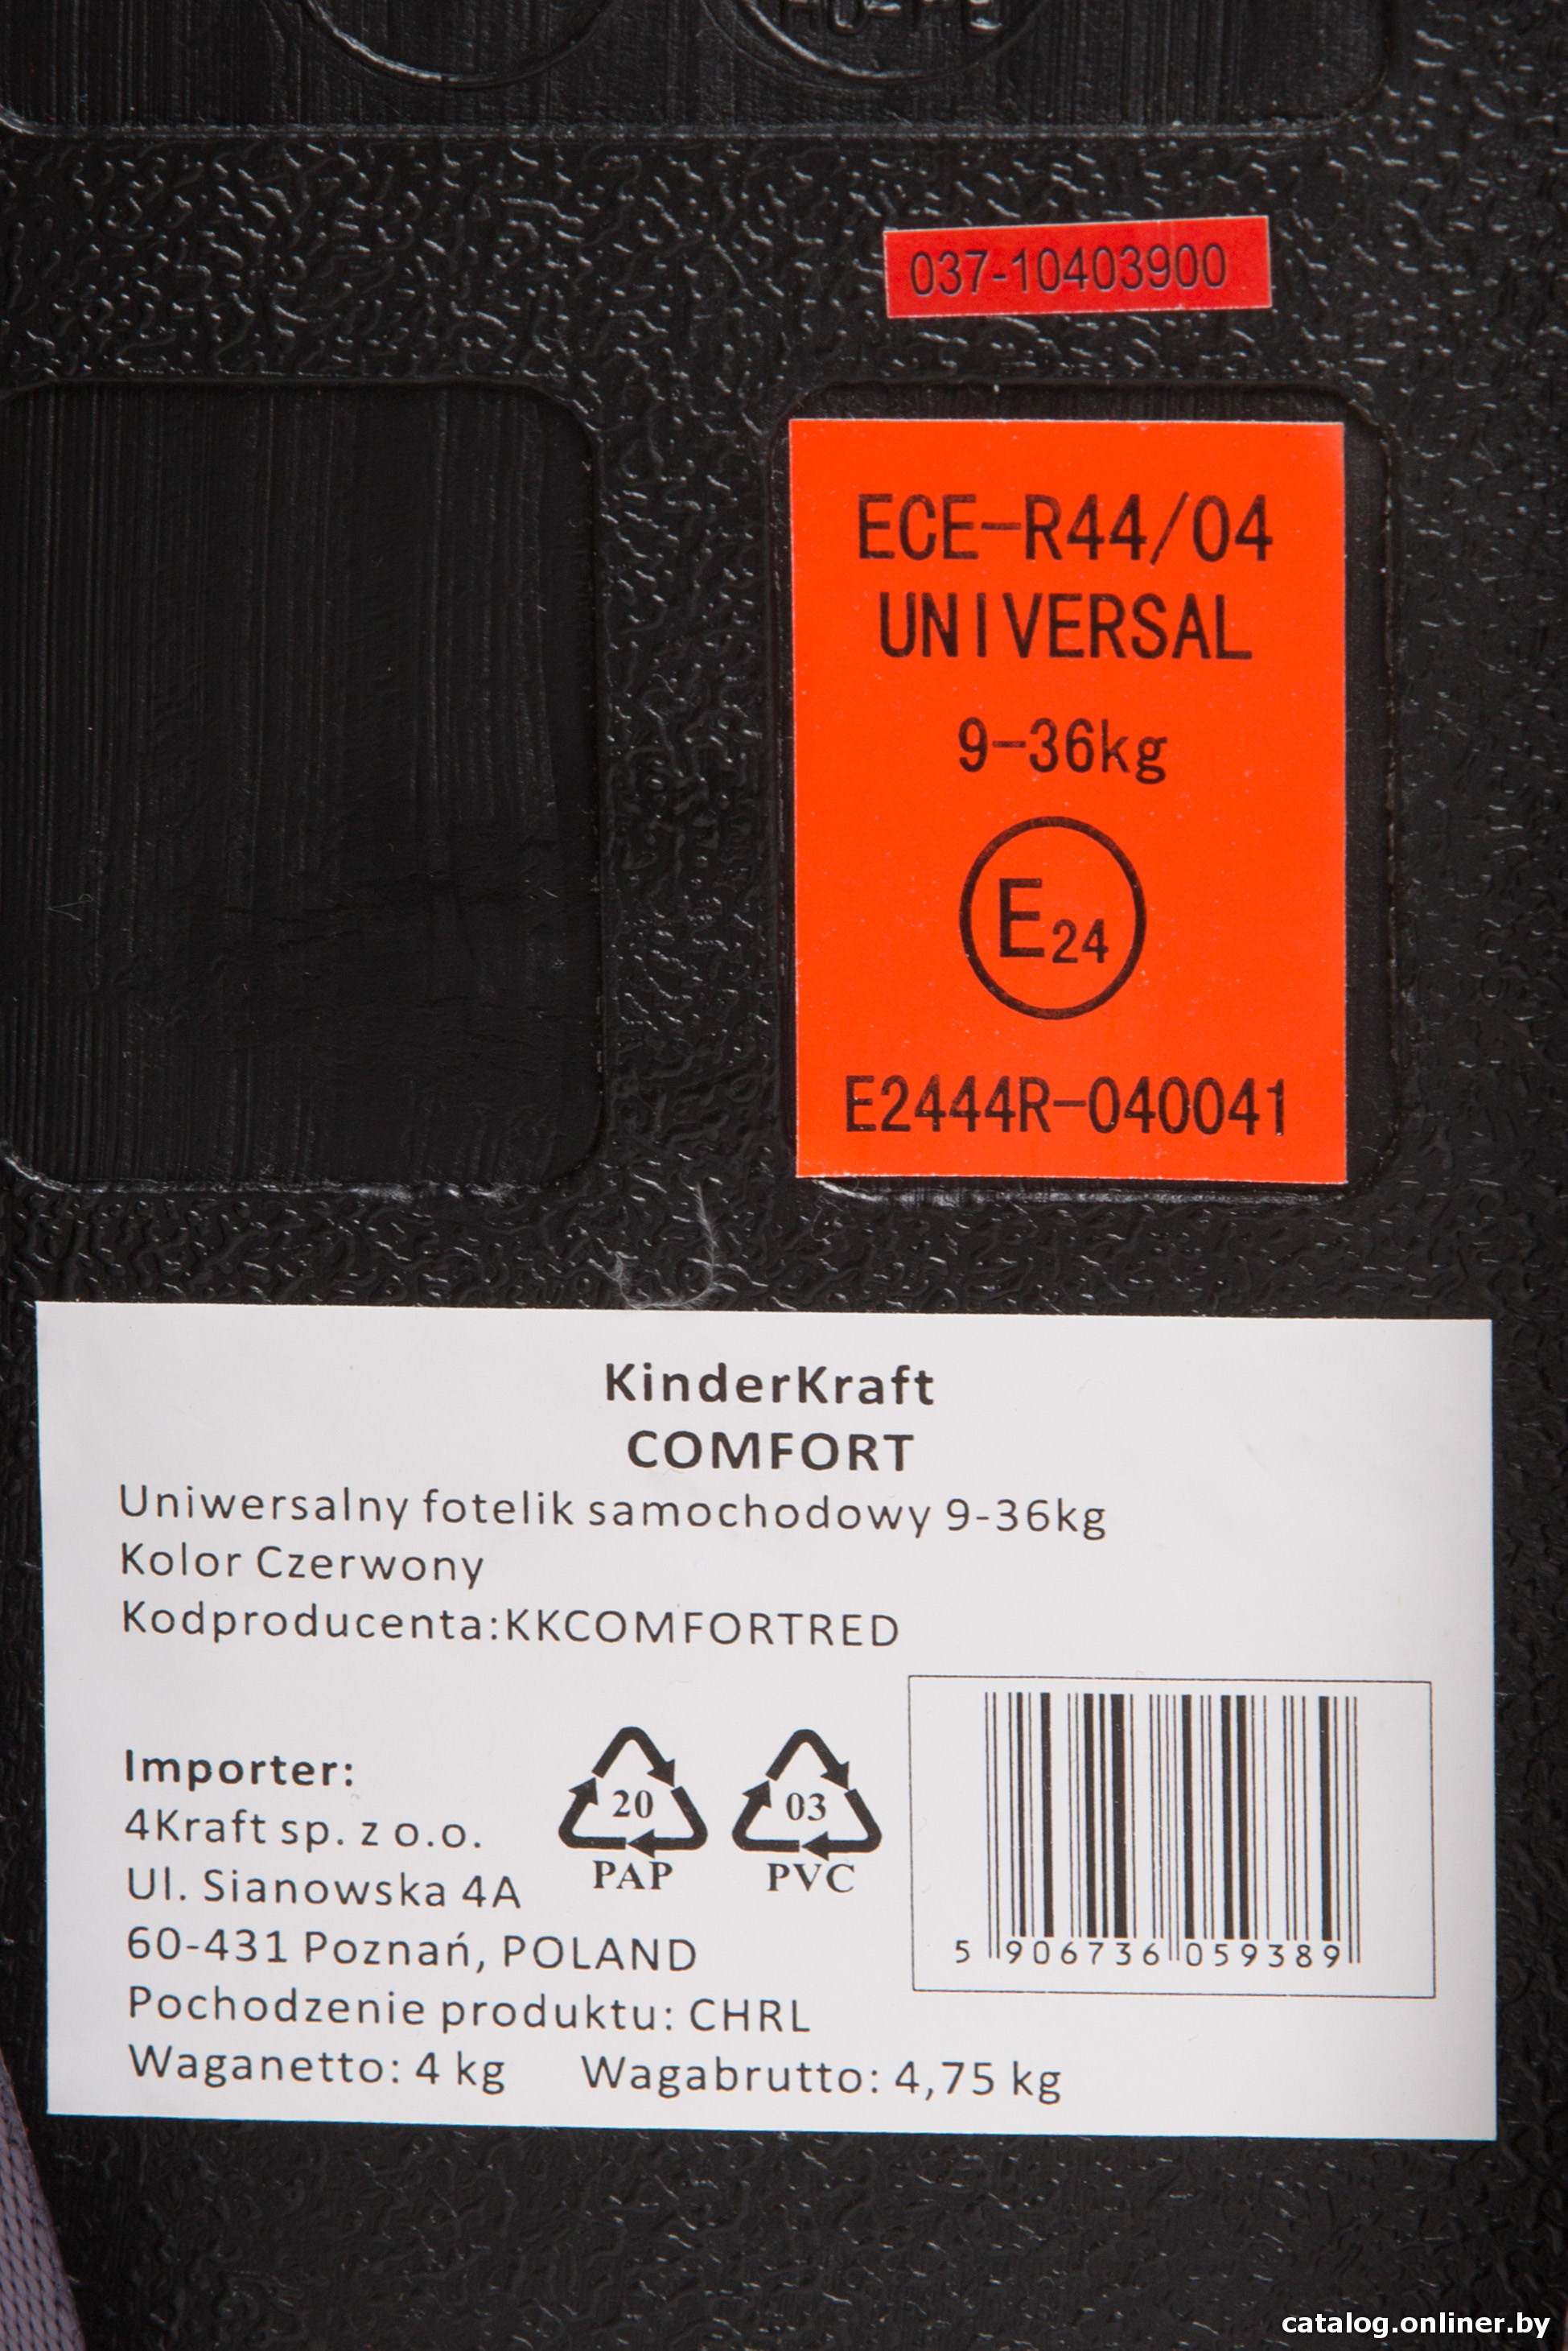 037-10403900
ECE-R44/04
UNIVERSAL
9-36kg
E24
E2444R-040041
KinderKraft
COMFORT
Uniwersalny fotelik samochodowy 9-36kg
Kolor Czerwony
Kodproducenta:KKCOMFORTRED
Importer:
4Kraft sp. z o.o.
Ul. Sianowska 4A
60-431 Poznań, POLAND
Pochodzenie produktu: CHRL
Waganetto: 4 kg Wagabrutto: 4,75 kg
20
PAP
03
PVC
5 906736 059389
catalog.onliner.by